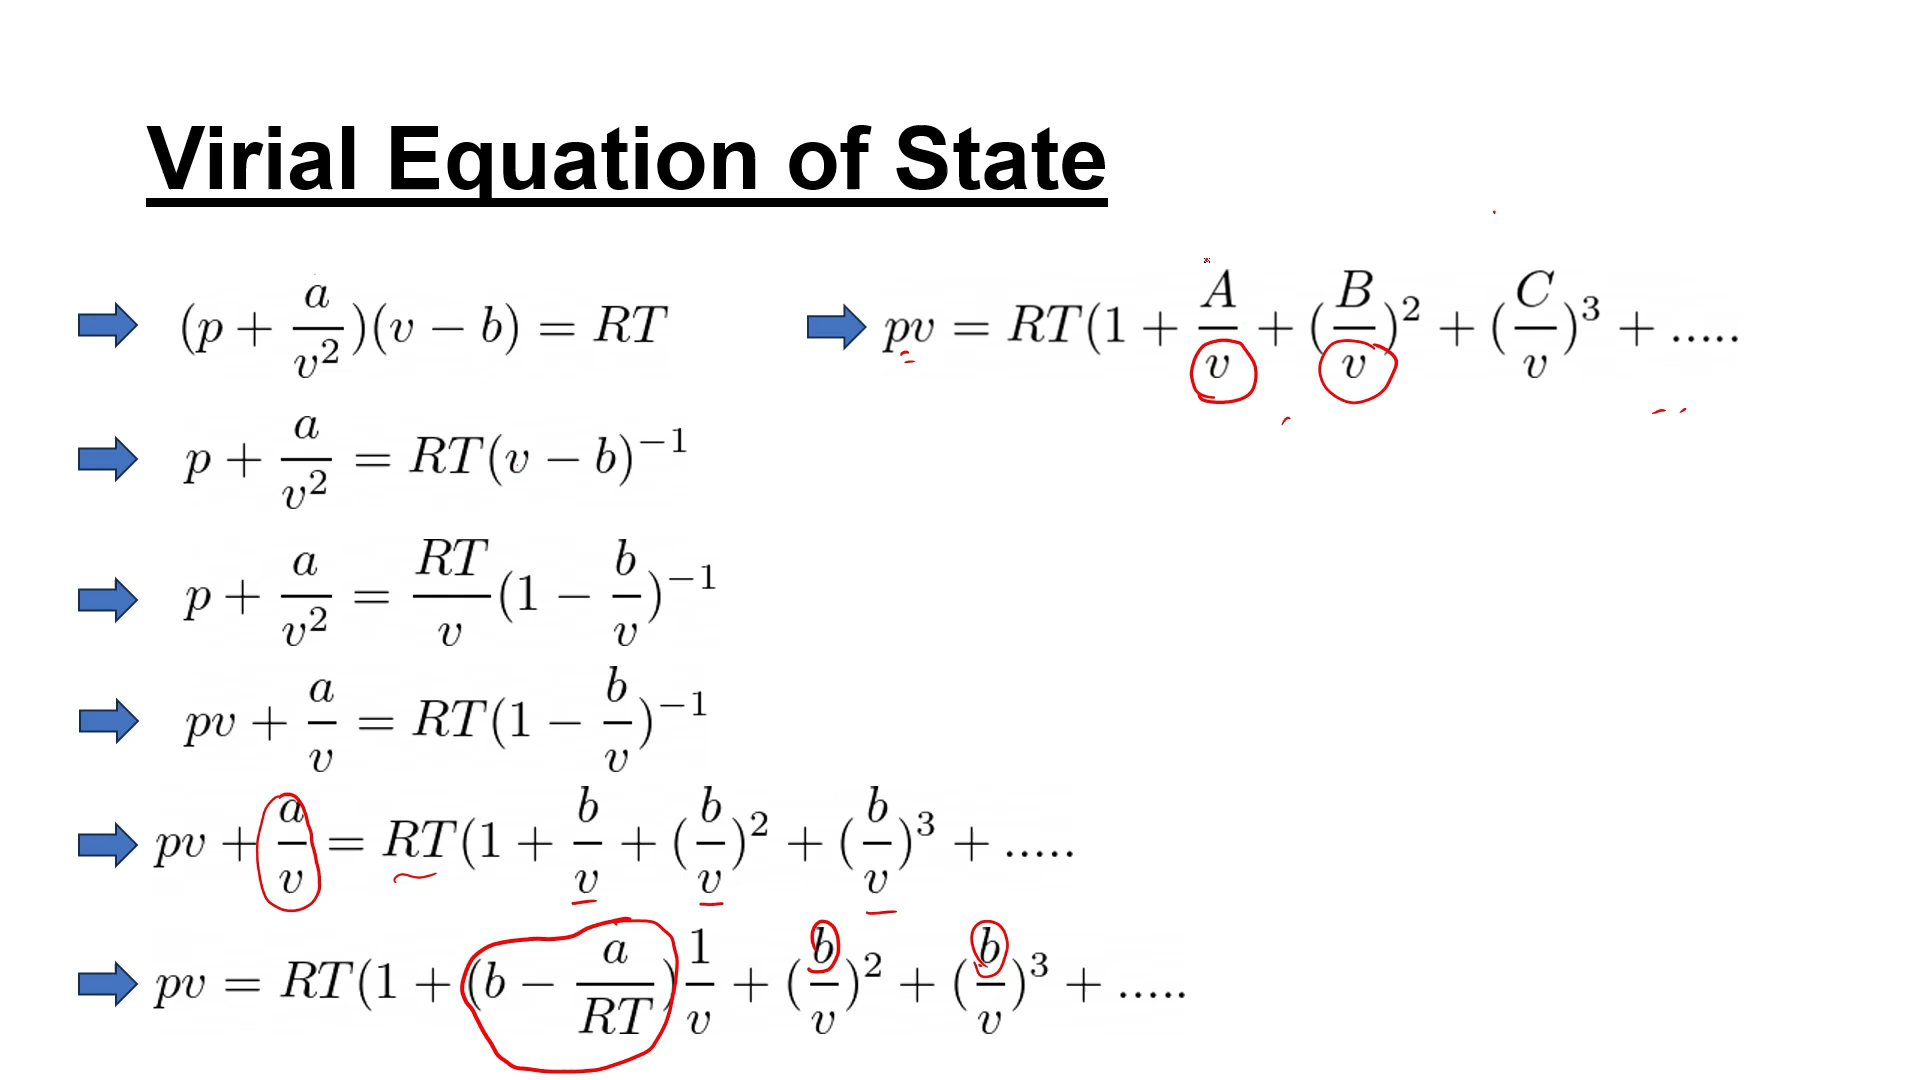 Virial Equation of State
(p + a/v²)(v − b) = RT
p + a/v² = RT(v − b)⁻¹
p + a/v² = RT/v (1 − b/v)⁻¹
pv + a/v = RT(1 − b/v)⁻¹
pv + a/v = RT(1 + b/v + (b/v)² + (b/v)³ + .....
pv = RT(1 + (b − a/RT) 1/v + (b/v)² + (b/v)³ + .....
pv = RT(1 + A/v + (B/v)² + (C/v)³ + .....